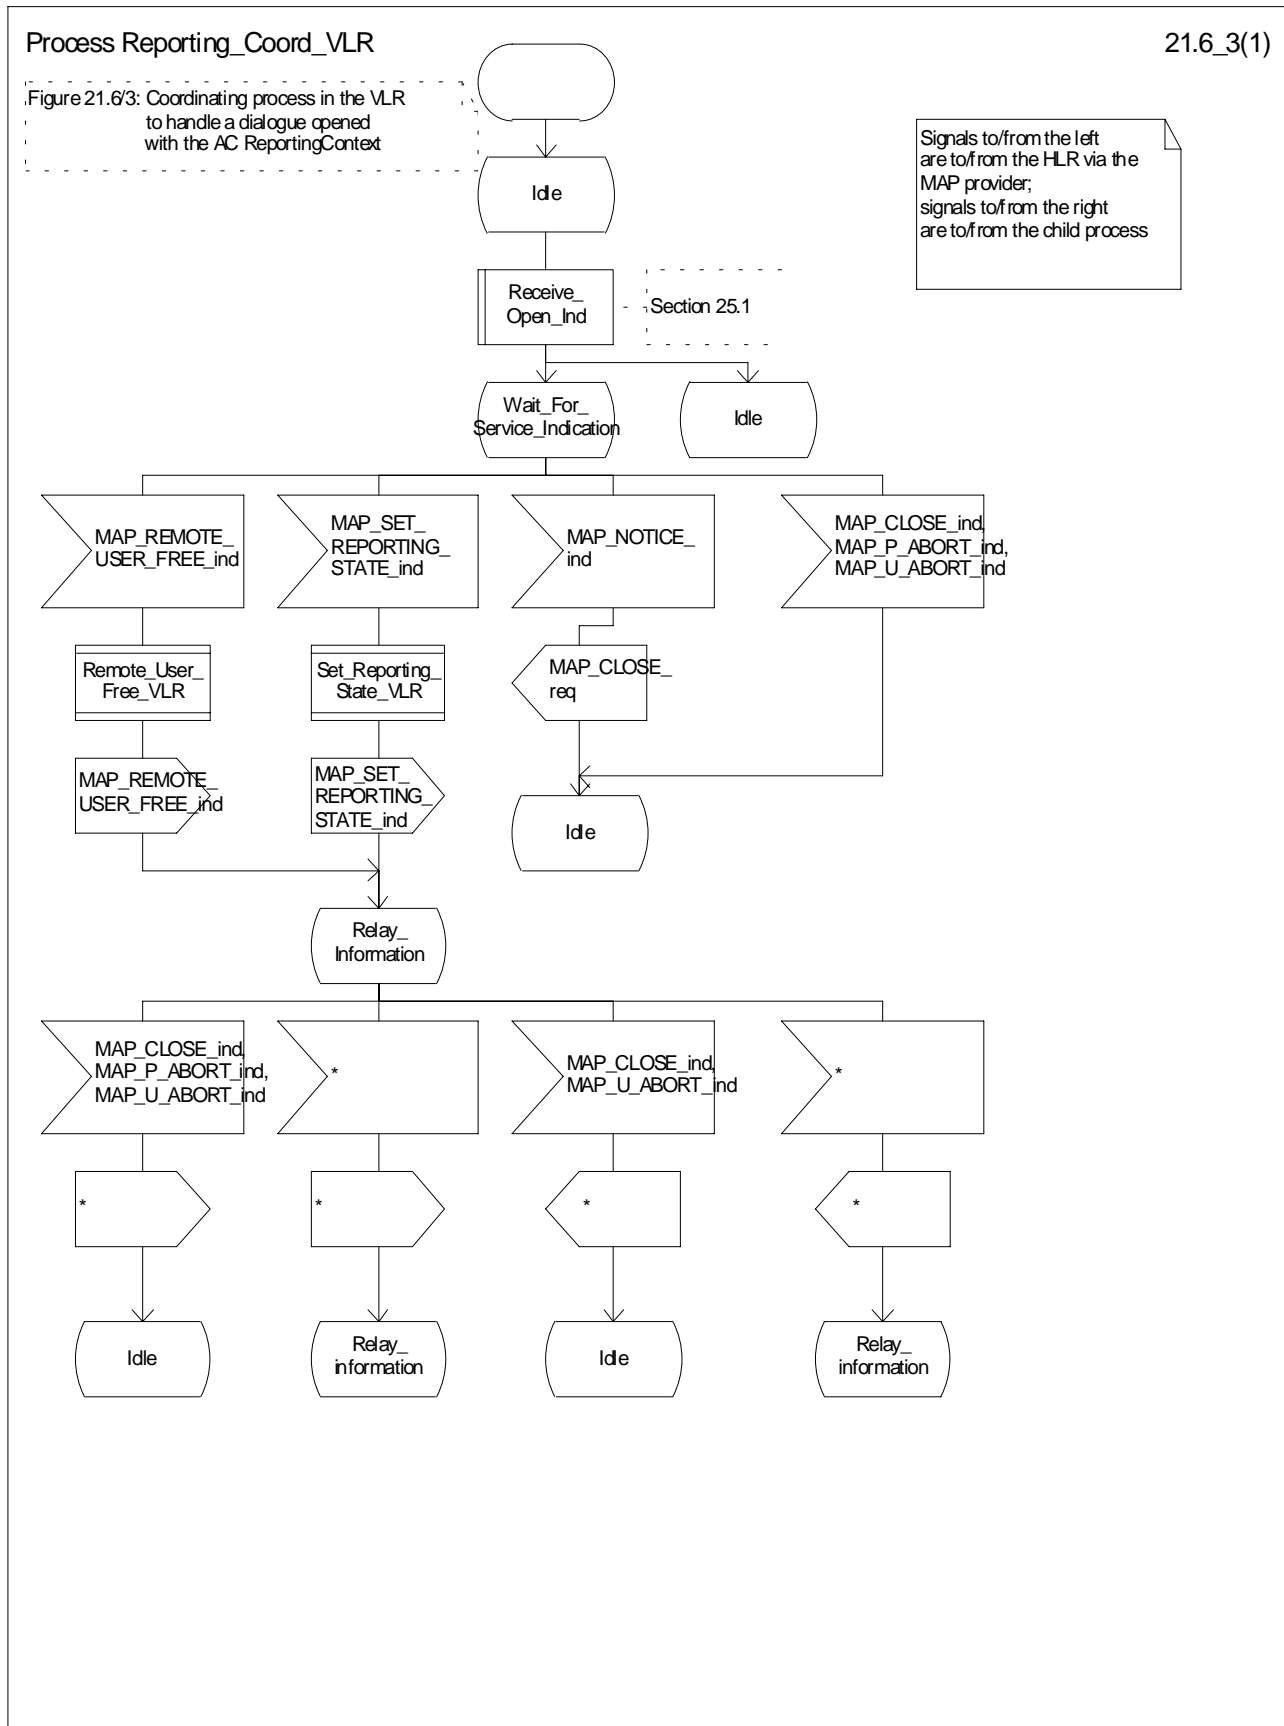 Process Reporting_Coord_VLR
21.6_3(1)
Figure 21.6/3: Coordinating process in the VLR
to handle a dialogue opened
with the AC ReportingContext
Signals to/from the left
are to/from the HLR via the
MAP provider;
signals to/from the right
are to/from the child process
Idle
Receive_
Open_Ind
Section 25.1
Wait_For_
Service_Indication
Idle
MAP_REMOTE_
USER_FREE_ind
MAP_SET_
REPORTING_
STATE_ind
MAP_NOTICE_
ind
MAP_CLOSE_ind,
MAP_P_ABORT_ind,
MAP_U_ABORT_ind
Remote_User_
Free_VLR
Set_Reporting_
State_VLR
MAP_CLOSE_
req
MAP_REMOTE_
USER_FREE_ind
MAP_SET_
REPORTING_
STATE_ind
Idle
Relay_
Information
MAP_CLOSE_ind,
MAP_P_ABORT_ind,
MAP_U_ABORT_ind
*
MAP_CLOSE_ind,
MAP_U_ABORT_ind
*
*
*
*
*
Idle
Relay_
information
Idle
Relay_
information